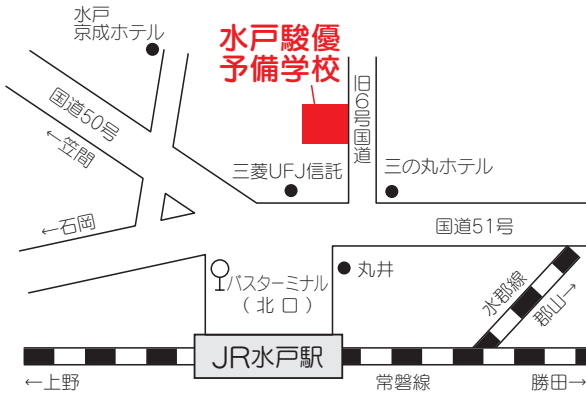 水戸
京成ホテル
水戸駿優
予備学校
国道50号
←笠間
旧6号国道
三菱UFJ信託
三の丸ホテル
←石岡
国道51号
バスターミナル
(北口)
丸井
水郡線
郡山→
JR水戸駅
←上野
常磐線
勝田→